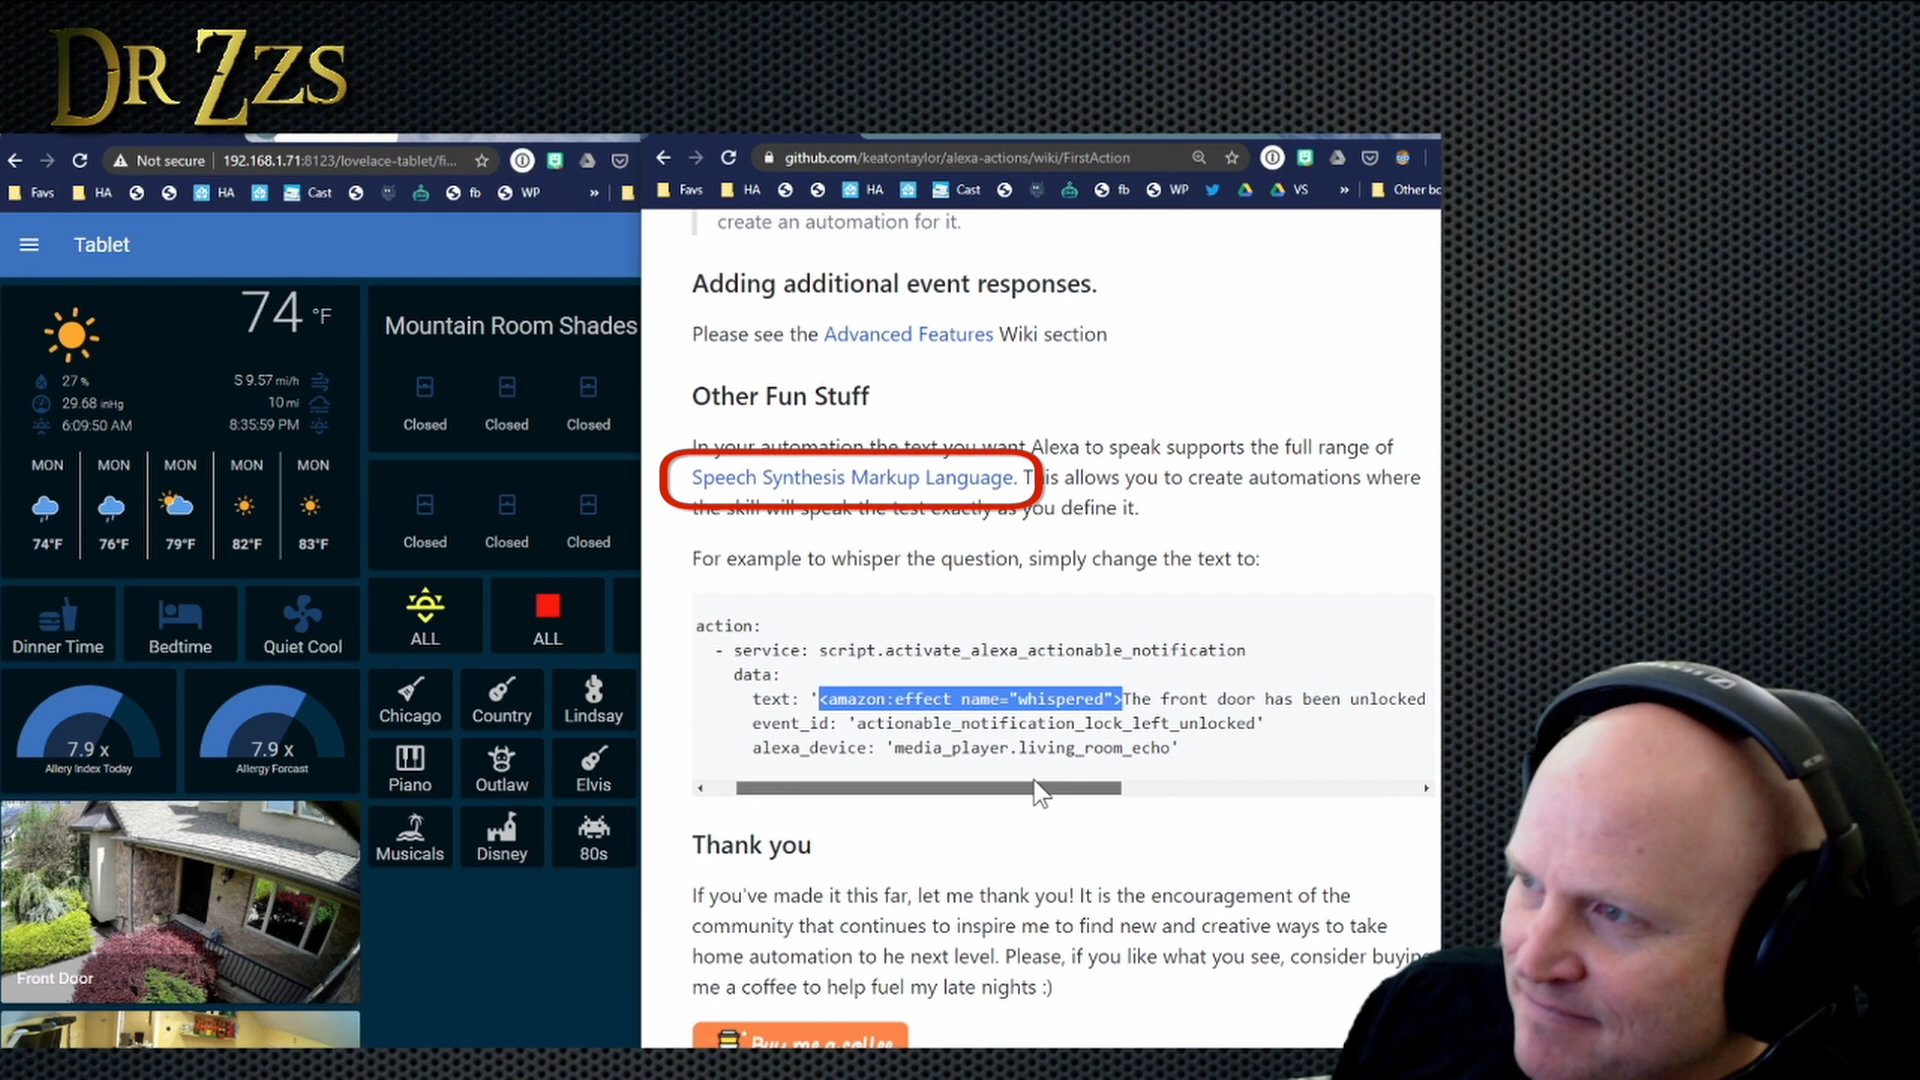 DR ZZS
Not secure
192.168.1.71:8123/lovelace-tablet/fi...
Favs
HA
HA
Cast
fb
WP
»
Tablet
74 °F
27 %
S 9.57 mi/h
29.68 inHg
10 mi
6:09:50 AM
8:35:59 PM
MON
MON
MON
MON
MON
74°F
76°F
79°F
82°F
83°F
Dinner Time
Bedtime
Quiet Cool
7.9 x
Allery Index Today
7.9 x
Allergy Forcast
Front Door
Mountain Room Shades
Closed
Closed
Closed
Closed
Closed
Closed
ALL
ALL
Chicago
Country
Lindsay
Piano
Outlaw
Elvis
Musicals
Disney
80s
github.com/keatontaylor/alexa-actions/wiki/FirstAction
Favs
HA
HA
Cast
fb
WP
VS
»
Other bo
create an automation for it.
Adding additional event responses.
Please see the Advanced Features Wiki section
Other Fun Stuff
In your automation the text you want Alexa to speak supports the full range of
Speech Synthesis Markup Language. This allows you to create automations where
the skill will speak the test exactly as you define it.
For example to whisper the question, simply change the text to:
action:
- service: script.activate_alexa_actionable_notification
data:
text: '<amazon:effect name="whispered">The front door has been unlocked
event_id: 'actionable_notification_lock_left_unlocked'
alexa_device: 'media_player.living_room_echo'
Thank you
If you've made it this far, let me thank you! It is the encouragement of the
community that continues to inspire me to find new and creative ways to take
home automation to he next level. Please, if you like what you see, consider buying
me a coffee to help fuel my late nights :)
Buy me a coffee